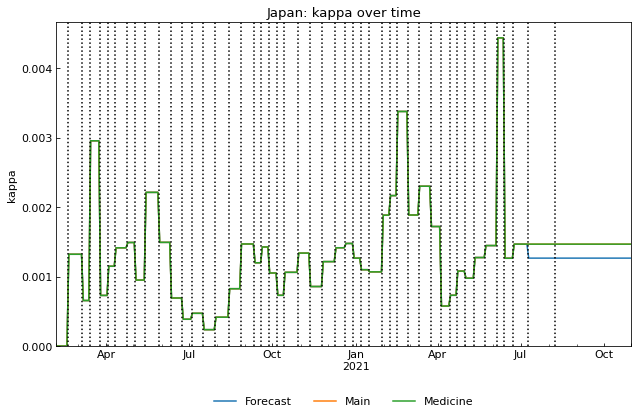 Japan: kappa over time
kappa
0.004
0.003
0.002
0.001
0.000
Apr Jul Oct Jan Apr Jul Oct
2021
Forecast Main Medicine